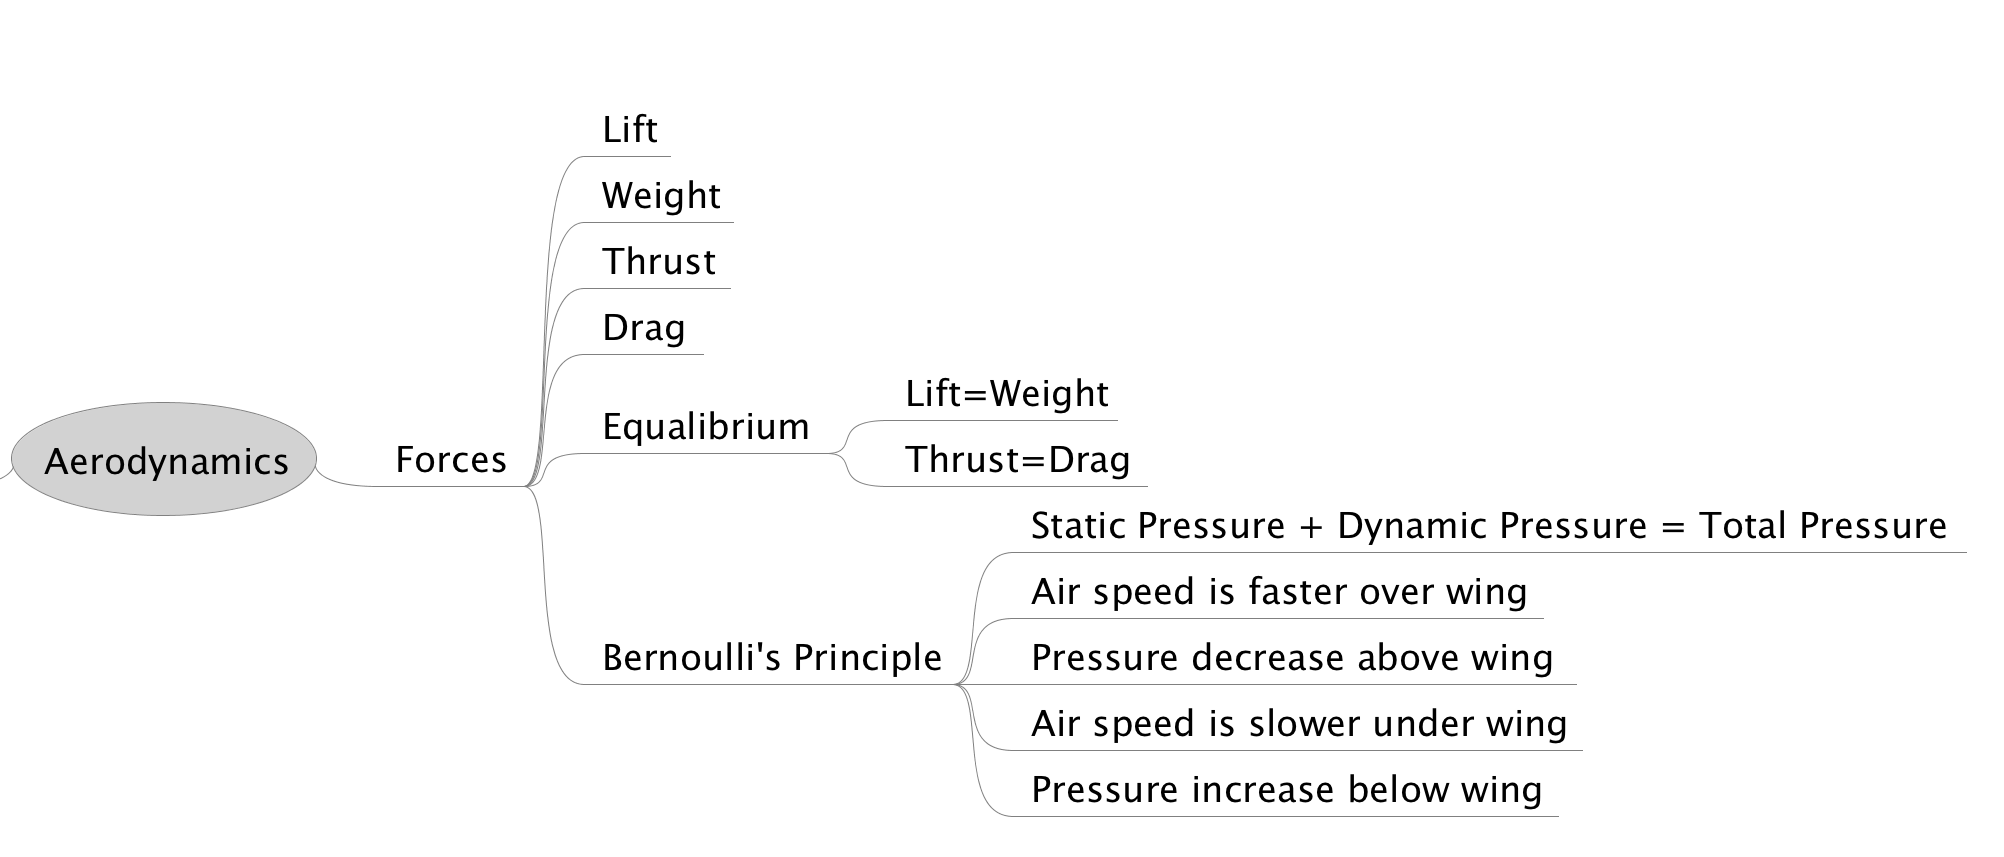 Aerodynamics
Forces
Lift
Weight
Thrust
Drag
Equalibrium
Lift=Weight
Thrust=Drag
Bernoulli's Principle
Static Pressure + Dynamic Pressure = Total Pressure
Air speed is faster over wing
Pressure decrease above wing
Air speed is slower under wing
Pressure increase below wing